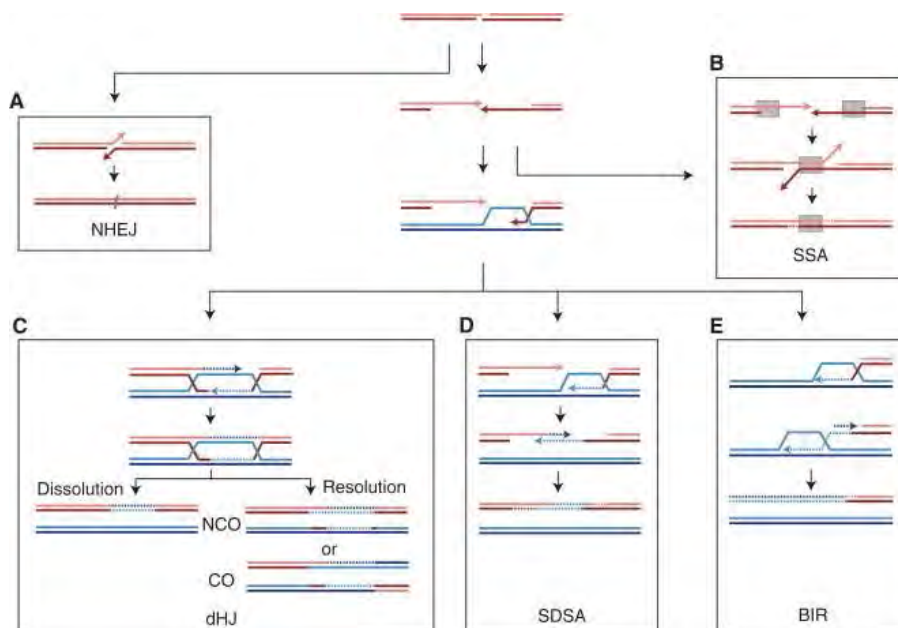 A
NHEJ
B
SSA
C
Dissolution
Resolution
NCO
or
CO
dHJ
D
SDSA
E
BIR